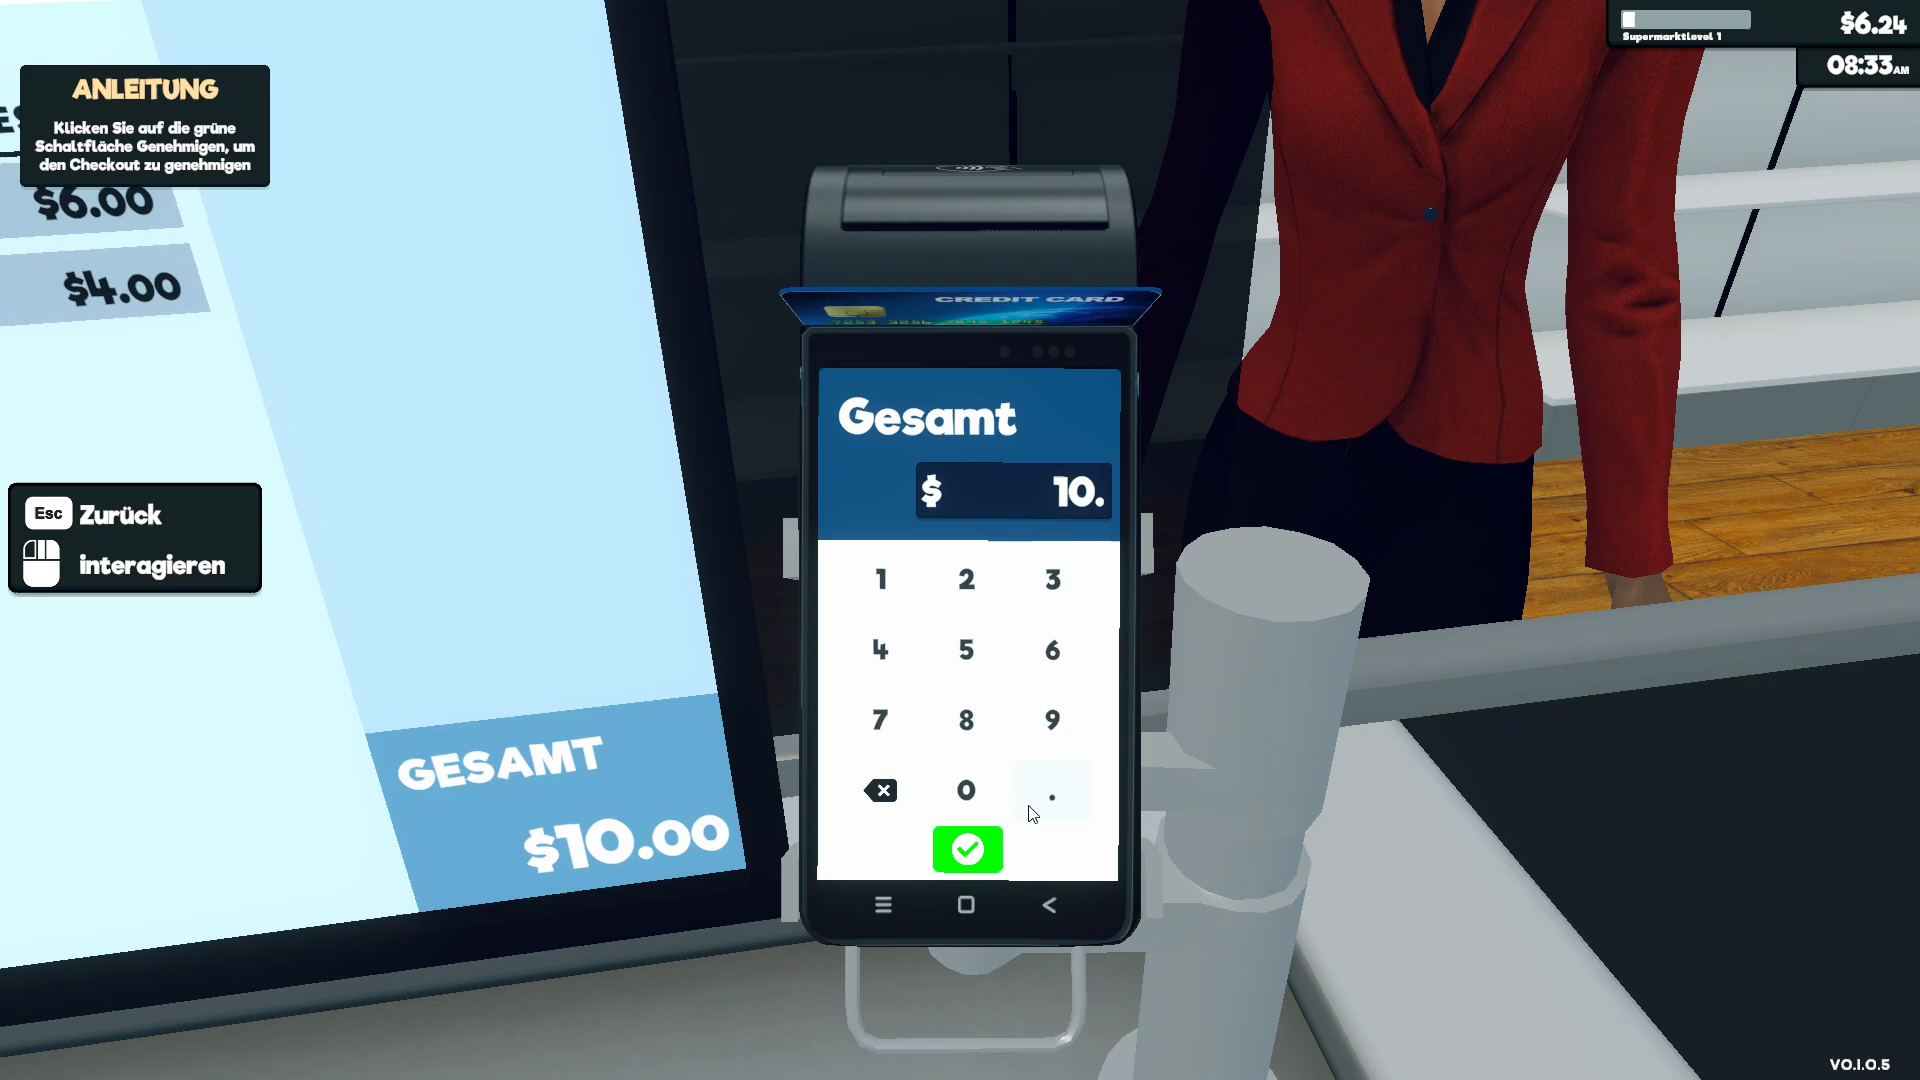 $6.24
Supermarktlevel 1
08:33AM
ANLEITUNG
Klicken Sie auf die grüne
Schaltfläche Genehmigen, um
den Checkout zu genehmigen
$6.00
$4.00
CREDIT CARD
Gesamt
$ 10.
Esc Zurück
interagieren
1 2 3
4 5 6
7 8 9
0 .
GESAMT
$10.00
V0.1.0.5